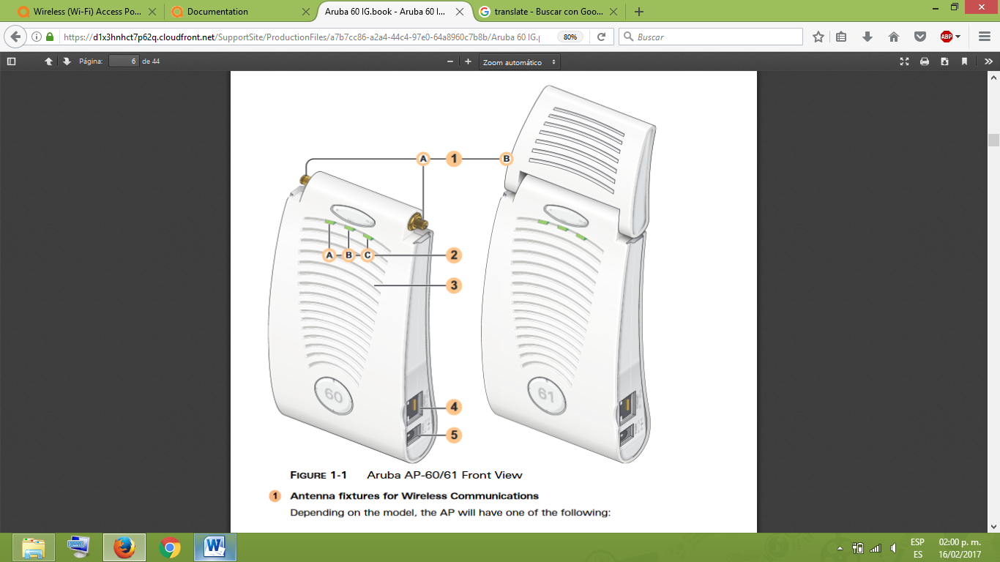 Wireless (Wi-Fi) Access Po...
Documentation
Aruba 60 IG.book - Aruba 60 I...
translate - Buscar con Goo...
https://d1x3hnhct7p62q.cloudfront.net/SupportSite/ProductionFiles/a7b7cc86-a2a4-44c4-97e0-64a8960c7b8b/Aruba 60 IG.p
80%
Buscar
ABP
Página: 6 de 44
Zoom automático
A 1 B
A B C 2
3
60
61
4
5
FIGURE 1-1 Aruba AP-60/61 Front View
1 Antenna fixtures for Wireless Communications
Depending on the model, the AP will have one of the following:
ESP
ES
02:00 p. m.
16/02/2017